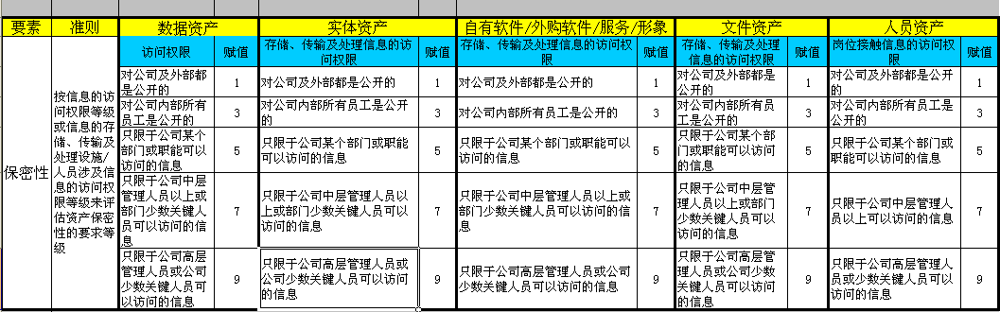 要素 准则 数据资产 实体资产 自有软件/外购软件/服务/形象 文件资产 人员资产
访问权限 赋值 存储、传输及处理信息的访问权限 赋值 存储、传输及处理信息的访问权限 赋值 存储、传输及处理信息的访问权限 赋值 岗位接触信息的访问权限 赋值
保密性
按信息的访
问权限等级
或信息的存
储、传输及
处理设施/
人员涉及信
息的访问权
限等级来评
估资产保密
性的要求等
级
对公司及外部都是公开的 1 对公司及外部都是公开的 1 对公司及外部都是公开的 1 对公司及外部都是公开的 1 对公司及外部都是公开的 1
对公司内部所有员工是公开的 3 对公司内部所有员工是公开的 3 对公司内部所有员工是公开的 3 对公司内部所有员工是公开的 3 对公司内部所有员工是公开的 3
只限于公司某个部门或职能可以访问的信息 5 只限于公司某个部门或职能可以访问的信息 5 只限于公司某个部门或职能可以访问的信息 5 只限于公司某个部门或职能可以访问的信息 5 只限于公司某个部门或职能可以访问的信息 5
只限于公司中层管理人员以上或部门少数关键人员可以访问的信息 7 只限于公司中层管理人员以上或部门少数关键人员可以访问的信息 7 只限于公司中层管理人员以上或部门少数关键人员可以访问的信息 7 只限于公司中层管理人员以上或部门少数关键人员可以访问的信息 7 只限于公司中层管理人员以上可以访问的信息 7
只限于公司高层管理人员或公司少数关键人员可以访问的信息 9 只限于公司高层管理人员或公司少数关键人员可以访问的信息 9 只限于公司高层管理人员或公司少数关键人员可以访问的信息 9 只限于公司高层管理人员或公司少数关键人员可以访问的信息 9 只限于公司高层管理人员或少数关键人员可以访问的信息 9